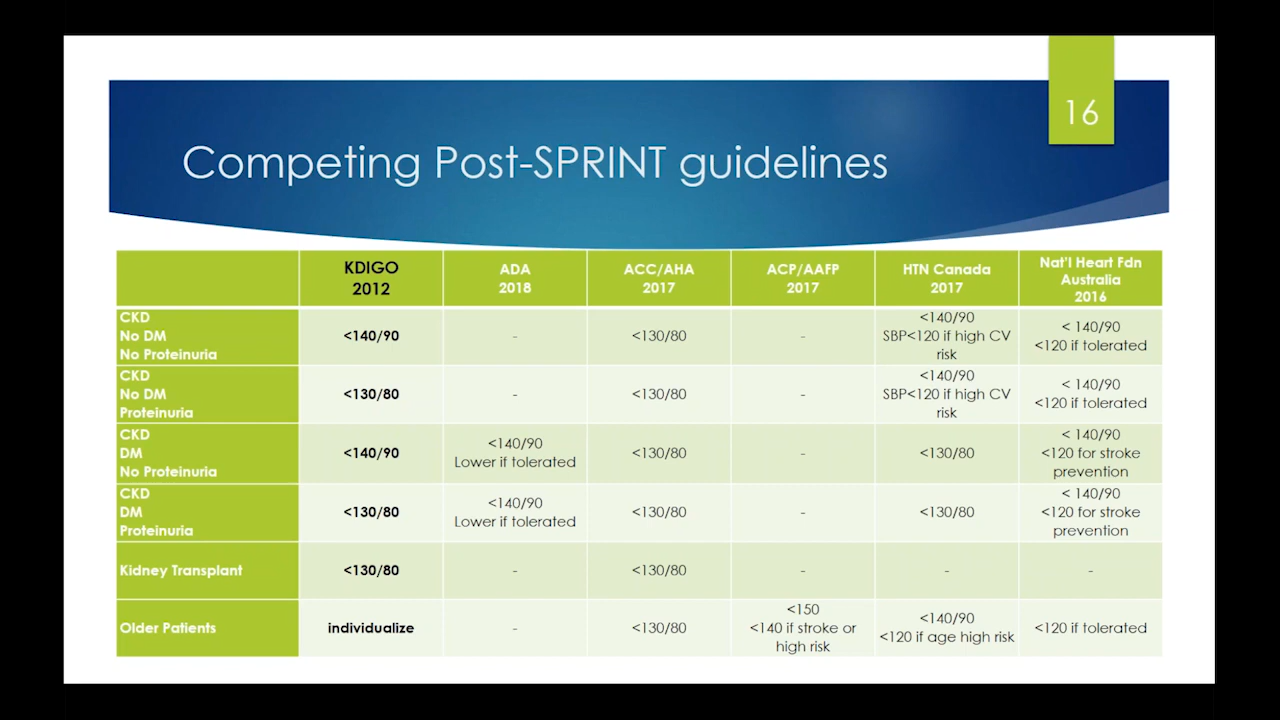 16
Competing Post-SPRINT guidelines
KDIGO
2012
ADA
2018
ACC/AHA
2017
ACP/AAFP
2017
HTN Canada
2017
Nat'l Heart Fdn
Australia
2016
CKD
No DM
No Proteinuria
<140/90
-
<130/80
-
<140/90
SBP<120 if high CV
risk
< 140/90
<120 if tolerated
CKD
No DM
Proteinuria
<130/80
-
<130/80
-
<140/90
SBP<120 if high CV
risk
< 140/90
<120 if tolerated
CKD
DM
No Proteinuria
<140/90
<140/90
Lower if tolerated
<130/80
-
<130/80
< 140/90
<120 for stroke
prevention
CKD
DM
Proteinuria
<130/80
<140/90
Lower if tolerated
<130/80
-
<130/80
< 140/90
<120 for stroke
prevention
Kidney Transplant
<130/80
-
<130/80
-
-
-
Older Patients
individualize
-
<130/80
<150
<140 if stroke or
high risk
<140/90
<120 if age high risk
<120 if tolerated